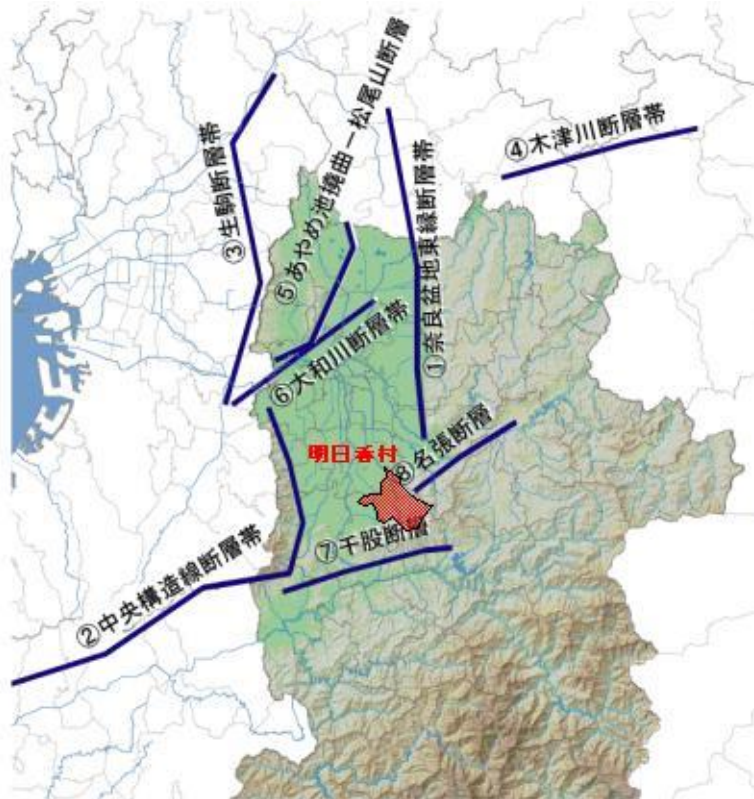 ①奈良盆地東縁断層帯
②中央構造線断層帯
③生駒断層帯
④木津川断層帯
⑤あやめ池撓曲－松尾山断層
⑥大和川断層帯
⑦千股断層
⑧名張断層
明日香村